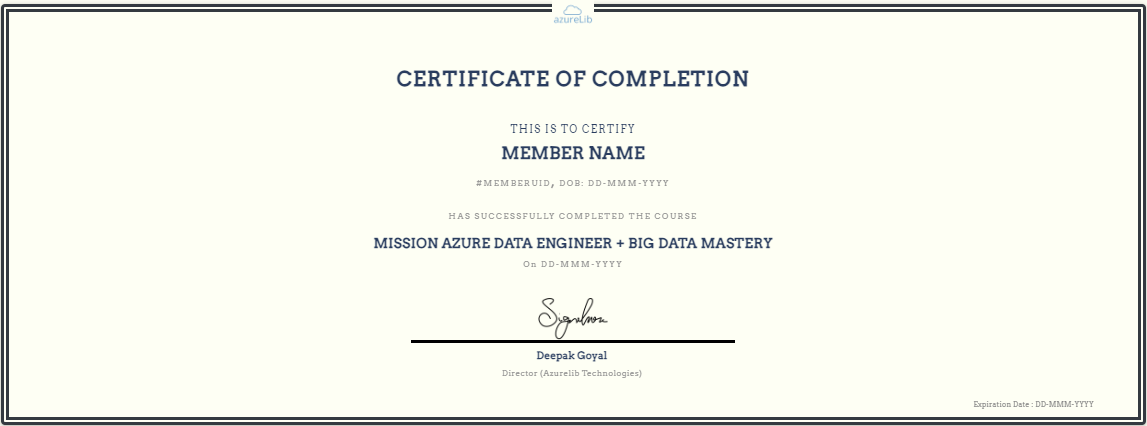 azureLib
CERTIFICATE OF COMPLETION
THIS IS TO CERTIFY
MEMBER NAME
#MEMBERUID, DOB: DD-MMM-YYYY
HAS SUCCESSFULLY COMPLETED THE COURSE
MISSION AZURE DATA ENGINEER + BIG DATA MASTERY
On DD-MMM-YYYY
Deepak Goyal
Director (Azurelib Technologies)
Expiration Date : DD-MMM-YYYY